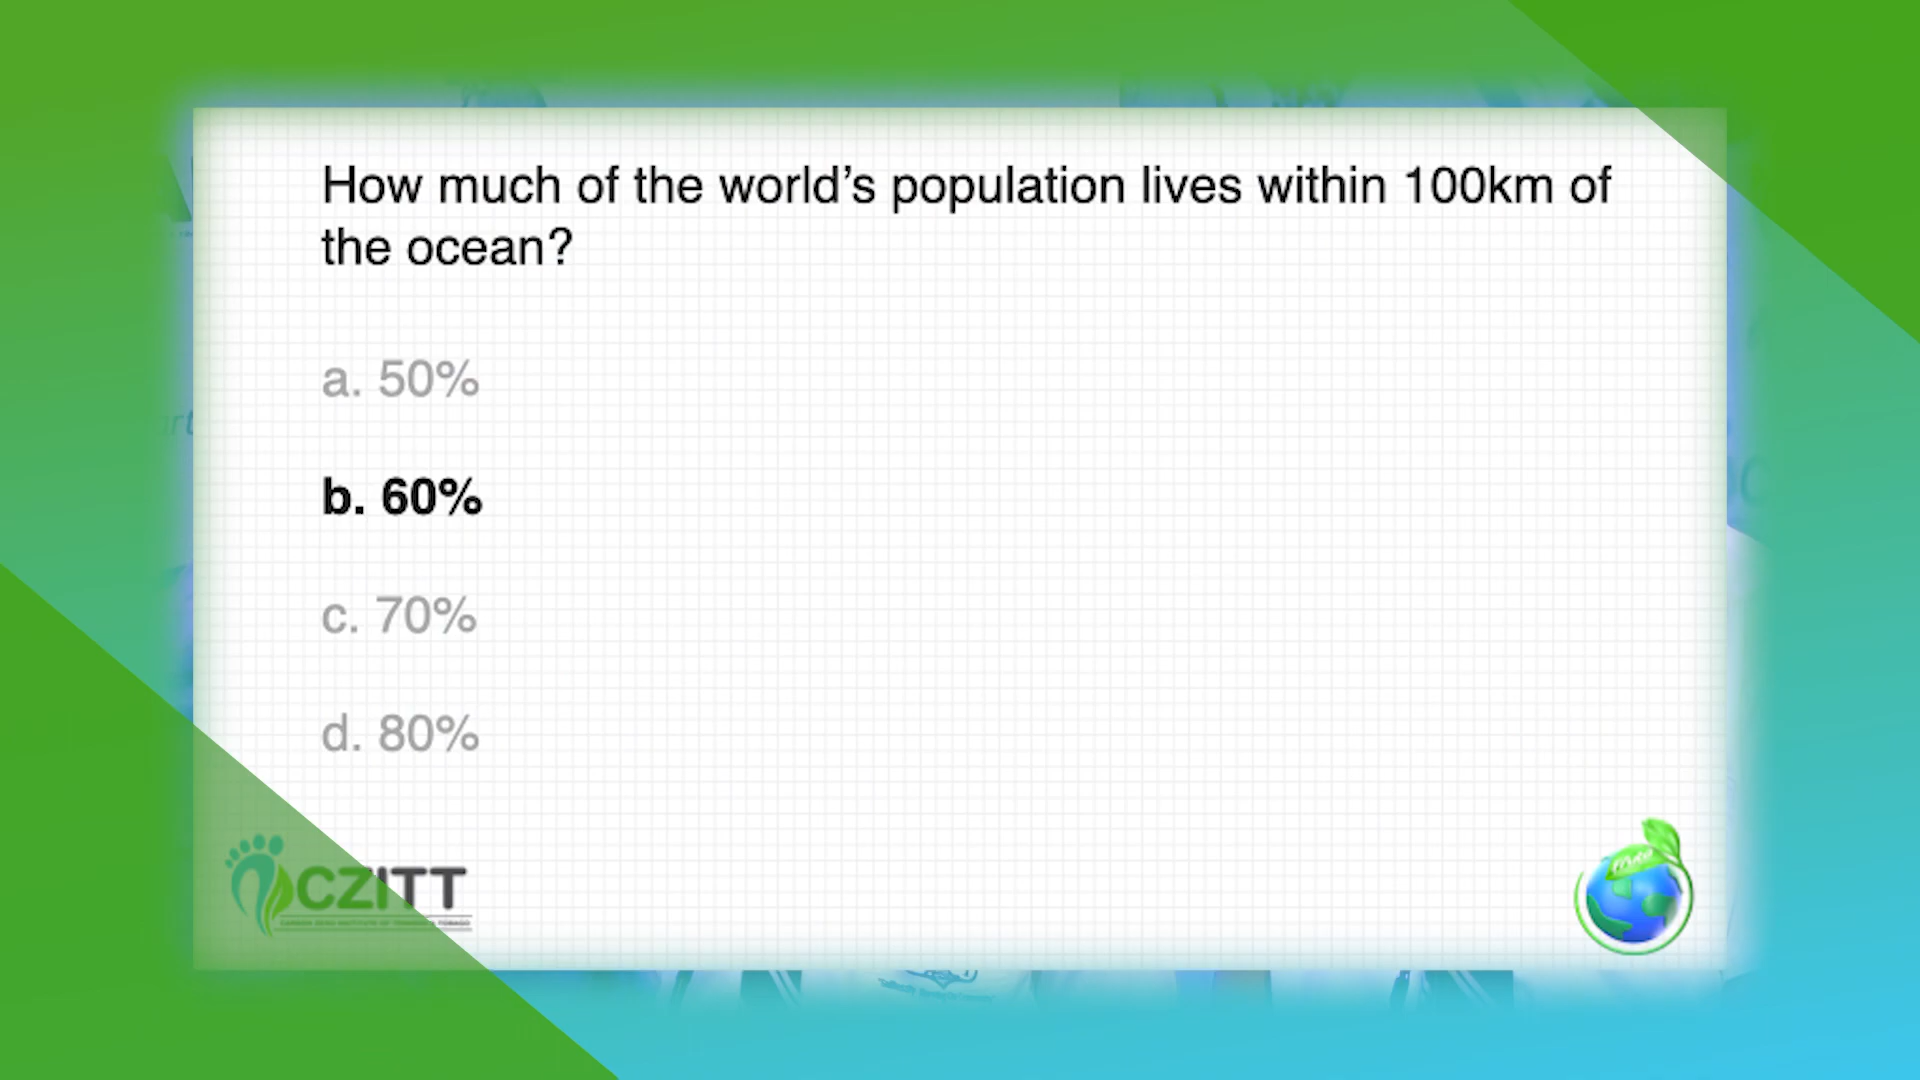 How much of the world's population lives within 100km of
the ocean?
a. 50%
b. 60%
c. 70%
d. 80%
CZITT